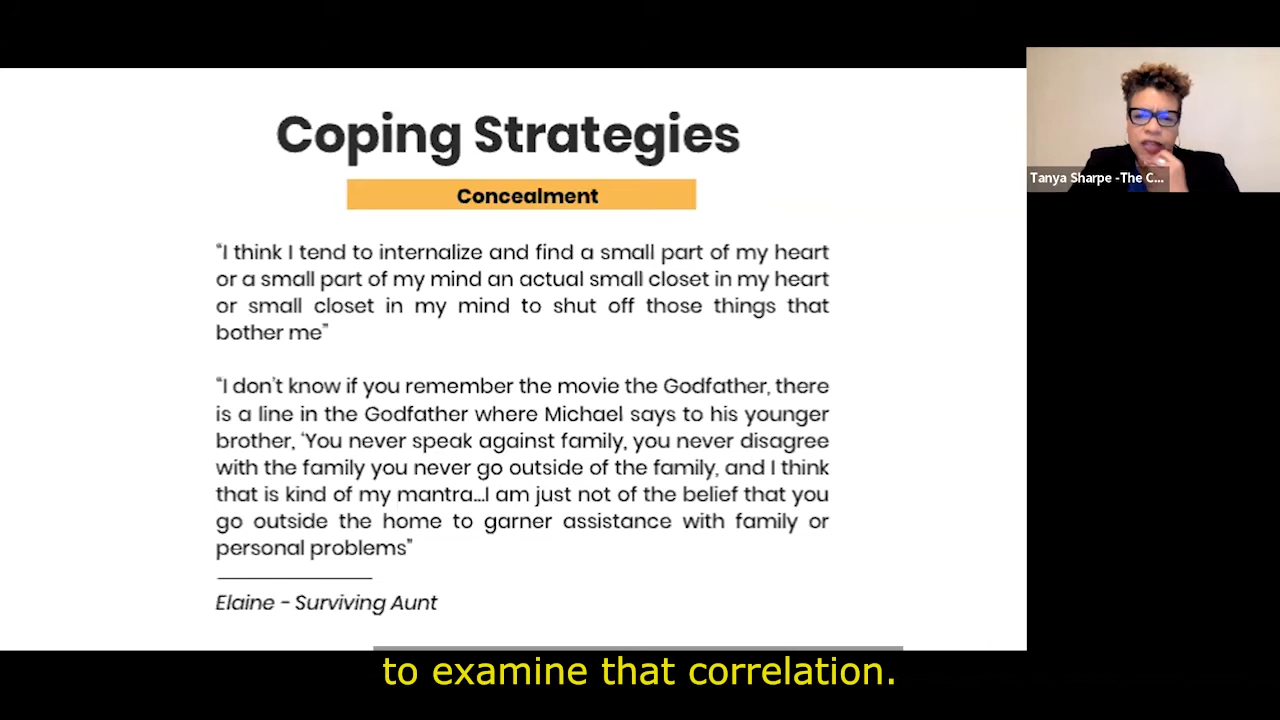 Coping Strategies
Concealment
“I think I tend to internalize and find a small part of my heart
or a small part of my mind an actual small closet in my heart
or small closet in my mind to shut off those things that
bother me”
“I don’t know if you remember the movie the Godfather, there
is a line in the Godfather where Michael says to his younger
brother, ‘You never speak against family, you never disagree
with the family you never go outside of the family, and I think
that is kind of my mantra...I am just not of the belief that you
go outside the home to garner assistance with family or
personal problems”
Elaine - Surviving Aunt
Tanya Sharpe -The C...
to examine that correlation.